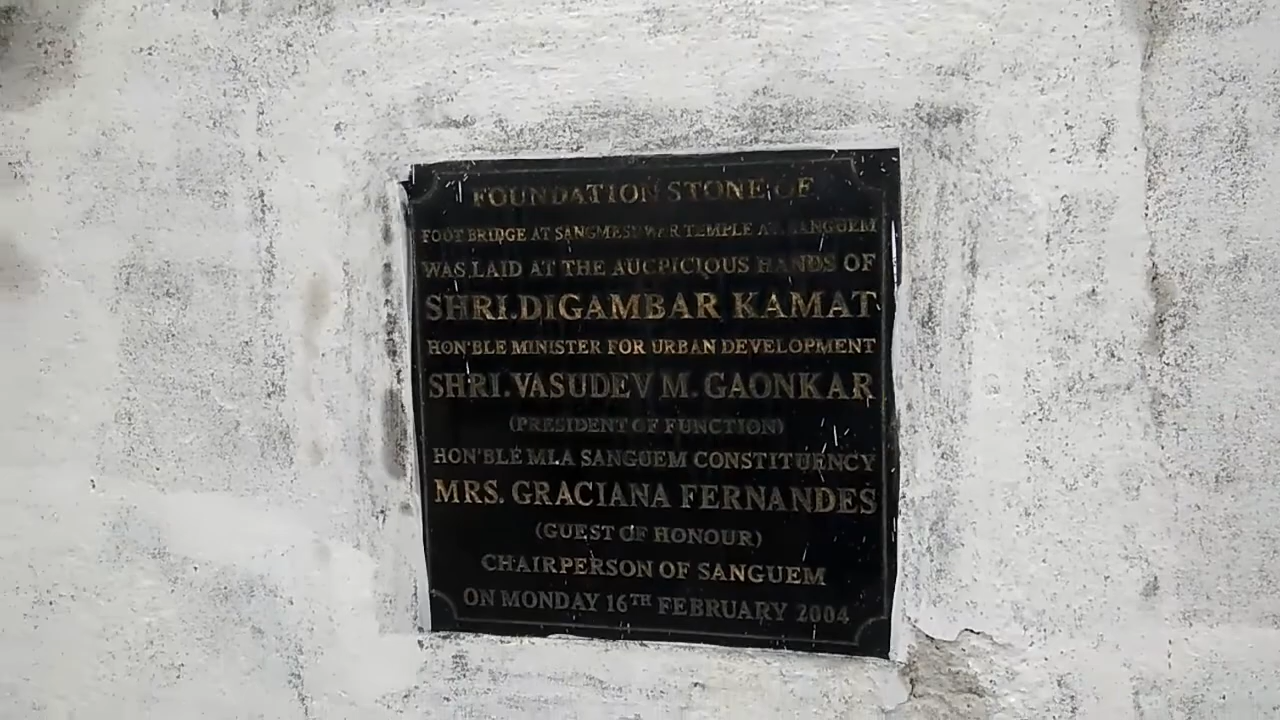 FOUNDATION STONE OF
FOOT BRIDGE AT SANGMESHWAR TEMPLE AT SANGUEM
WAS LAID AT THE AUCPICIOUS HANDS OF
SHRI.DIGAMBAR KAMAT
HON'BLE MINISTER FOR URBAN DEVELOPMENT
SHRI.VASUDEV M. GAONKAR
(PRESIDENT OF FUNCTION)
HON'BLE MLA SANGUEM CONSTITUENCY
MRS. GRACIANA FERNANDES
(GUEST OF HONOUR)
CHAIRPERSON OF SANGUEM
ON MONDAY 16TH FEBRUARY 2004